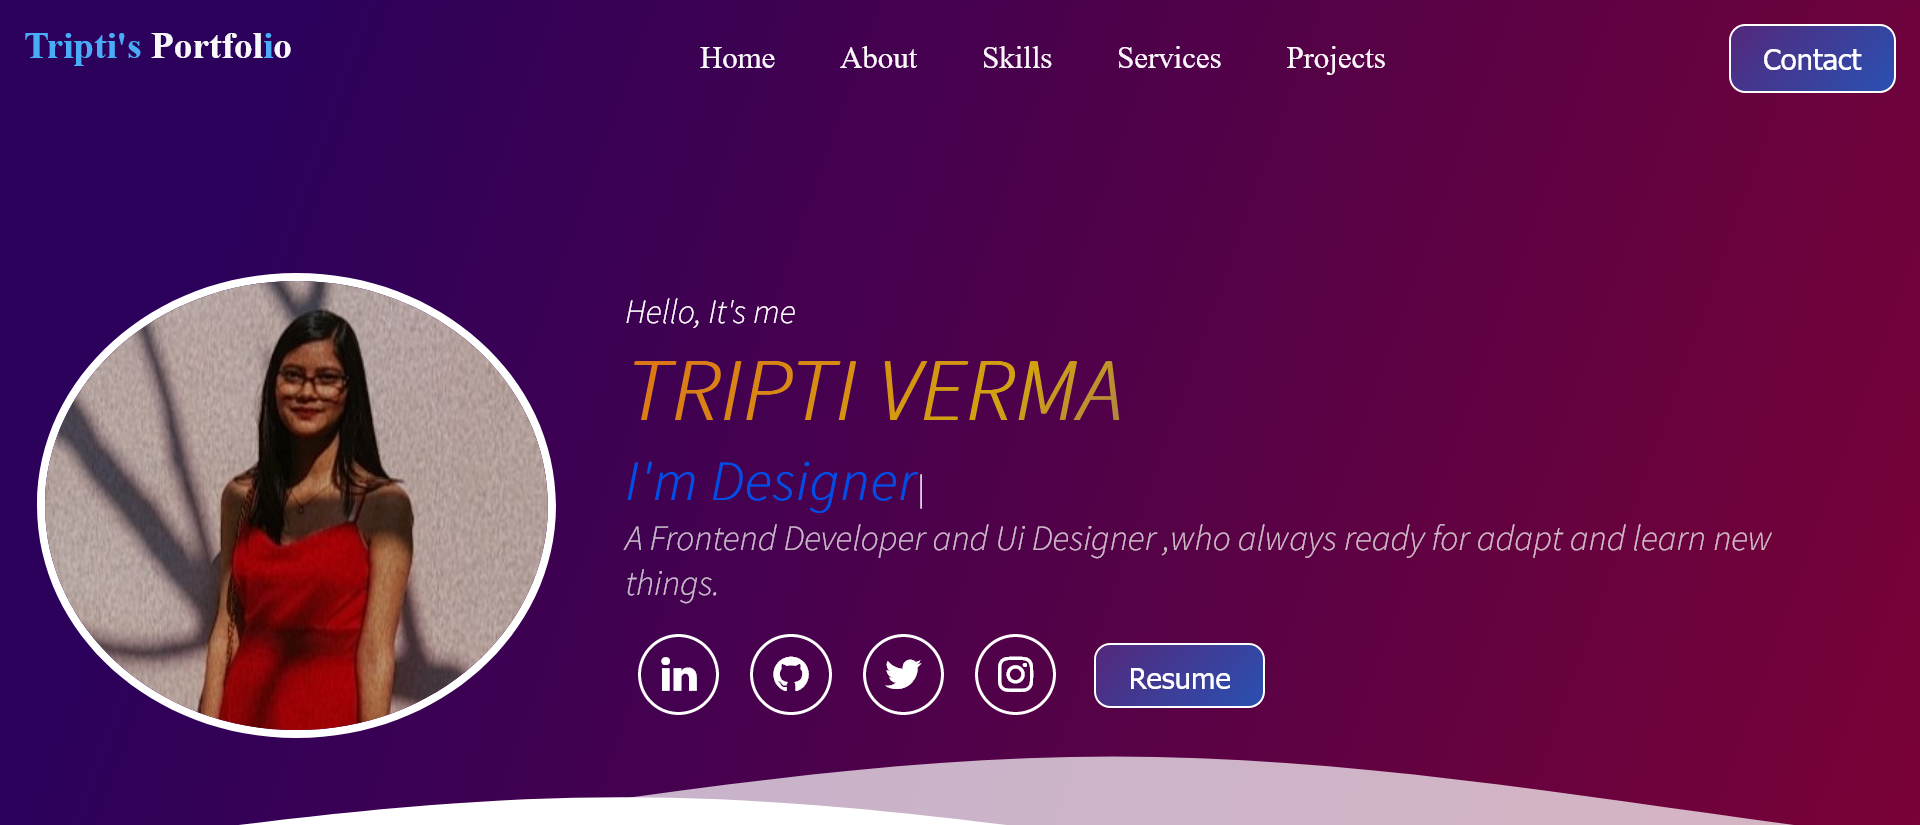 Tripti's Portfolio
Home About Skills Services Projects
Contact
Hello, It's me
TRIPTI VERMA
I'm Designer
A Frontend Developer and Ui Designer ,who always ready for adapt and learn new
things.
in
Resume